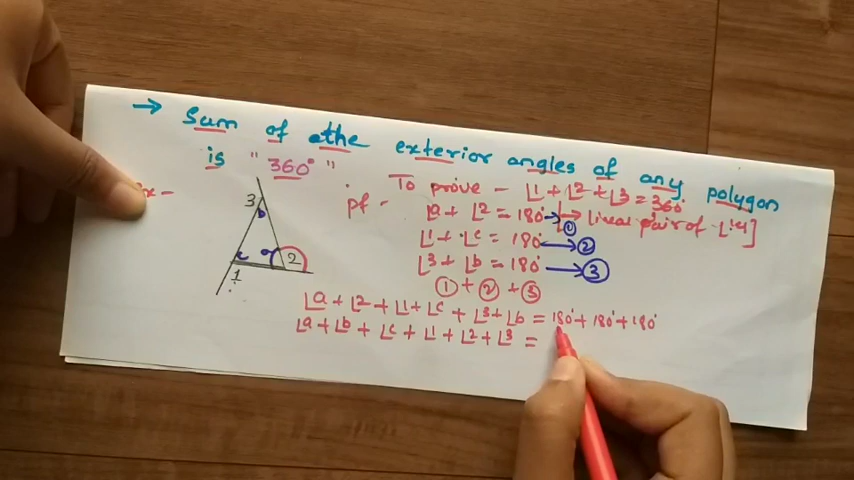 → Sum of othe exterior angles of any polygon
is "360°"
To prove - ∠1 + ∠2 + ∠3 = 360°
pf - ∠a + ∠2 = 180° → ① → linear pair of ∠'s]
∠1 + ∠c = 180° → ②
∠3 + ∠b = 180° → ③
① + ② + ③
∠a + ∠2 + ∠1 + ∠c + ∠3 + ∠b = 180° + 180° + 180°
∠a + ∠b + ∠c + ∠1 + ∠2 + ∠3 =
3
b
c a 2
1